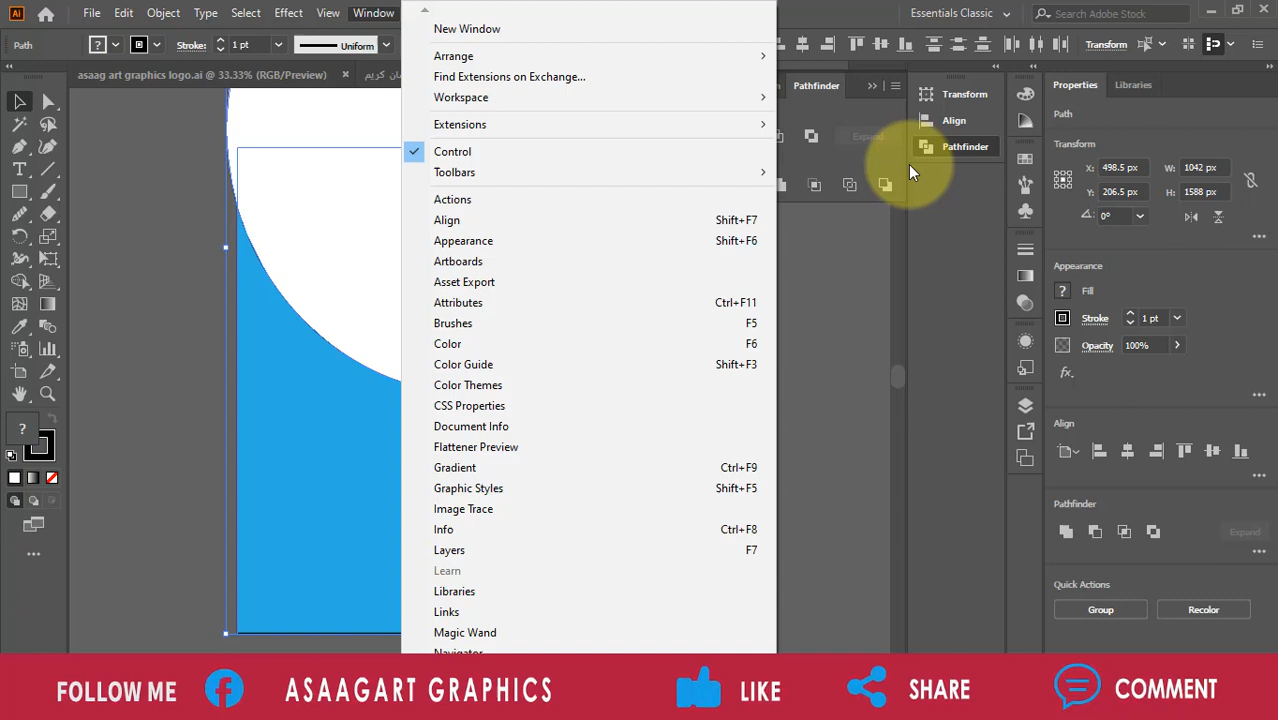 File Edit Object Type Select Effect View Window Essentials Classic Search Adobe Stock
Path Stroke: 1 pt Uniform Transform
asaag art graphics logo.ai @ 33.33% (RGB/Preview)
New Window
Arrange
Find Extensions on Exchange...
Workspace
Extensions
Control
Toolbars
Actions
Align Shift+F7
Appearance Shift+F6
Artboards
Asset Export
Attributes Ctrl+F11
Brushes F5
Color F6
Color Guide Shift+F3
Color Themes
CSS Properties
Document Info
Flattener Preview
Gradient Ctrl+F9
Graphic Styles Shift+F5
Image Trace
Info Ctrl+F8
Layers F7
Learn
Libraries
Links
Magic Wand
Navigator
Pathfinder
Expand
Transform
Align
Pathfinder
Properties Libraries
Path
Transform
X: 498.5 px W: 1042 px
Y: 206.5 px H: 1588 px
0°
Appearance
Fill
Stroke 1 pt
Opacity 100%
fx.
Align
Pathfinder
Expand
Quick Actions
Group Recolor
FOLLOW ME ASAAGART GRAPHICS LIKE SHARE COMMENT